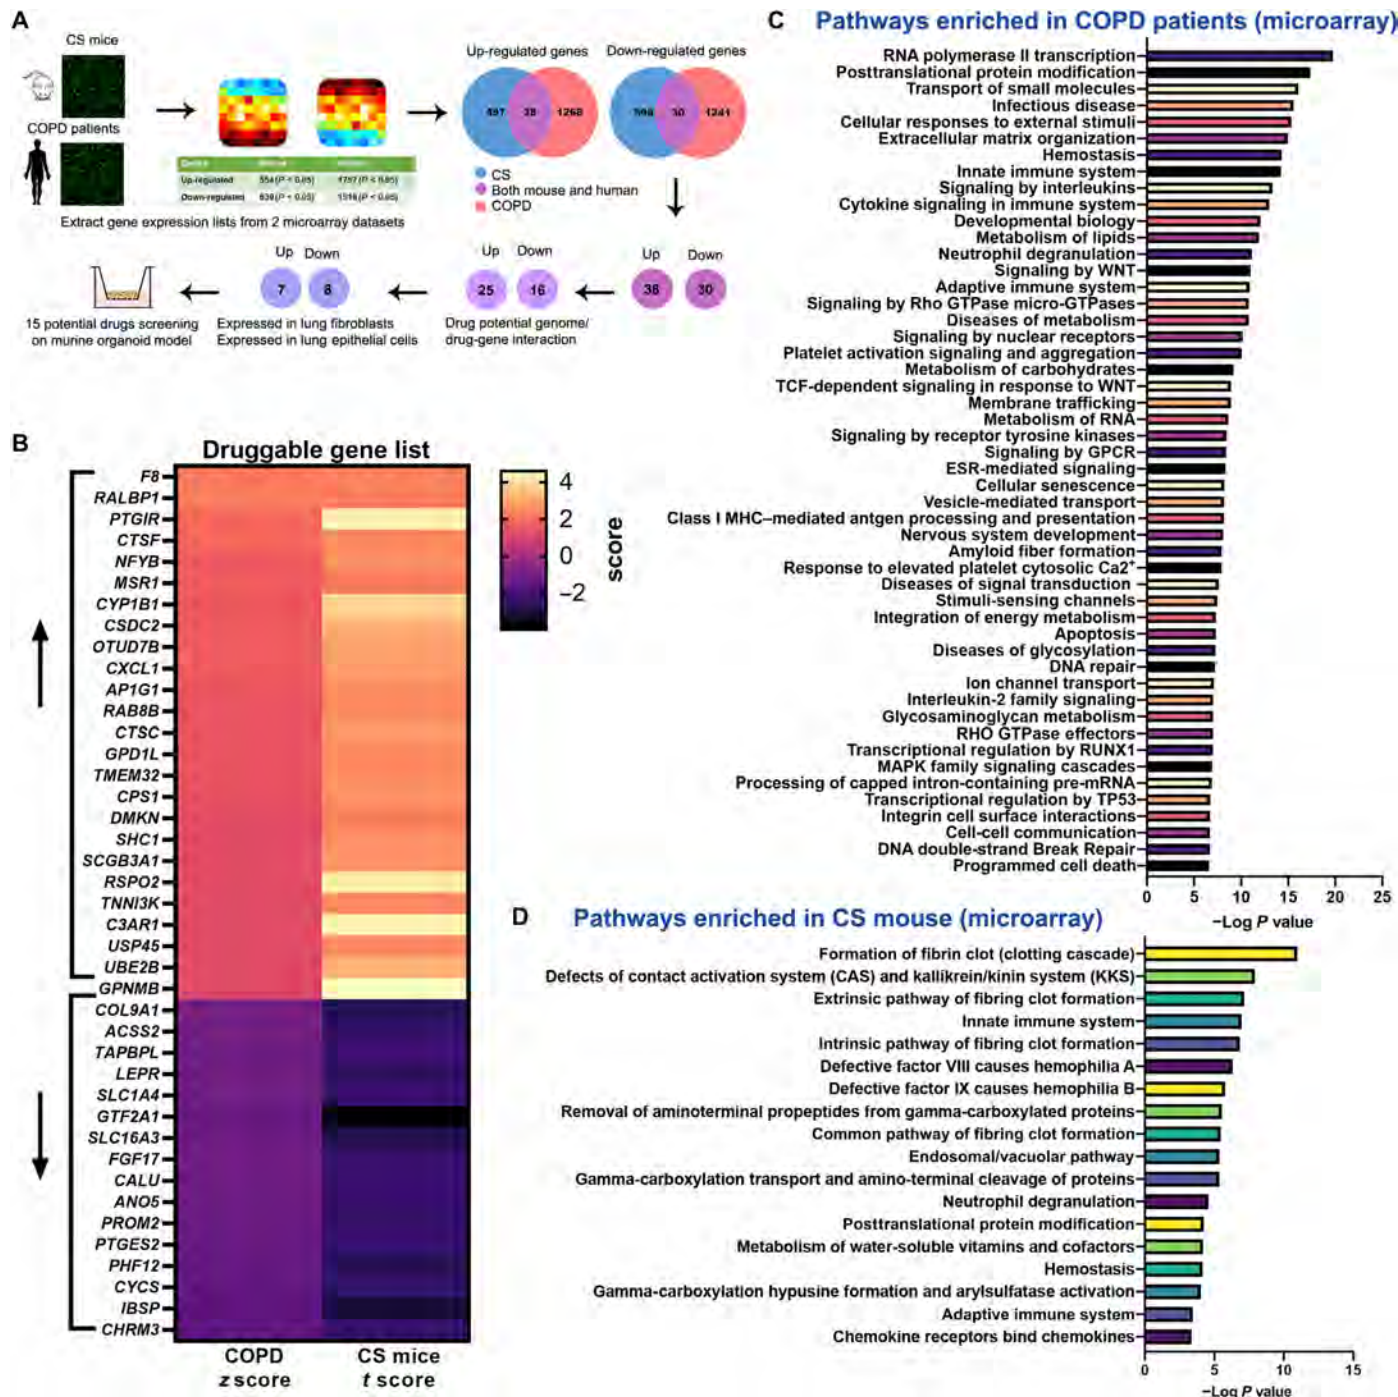 A
CS mice
COPD patients
Up-regulated
Down-regulated
Extract gene expression lists from 2 microarray datasets
Up-regulated genes
Down-regulated genes
38
1268
30
1241
CS
Both mouse and human
COPD
Up
Down
38
30
Up
Down
25
16
Drug potential genome/
drug-gene interaction
Up
Down
7
8
Expressed in lung fibroblasts
Expressed in lung epithelial cells
15 potential drugs screening
on murine organoid model
B
Druggable gene list
F8
RALBP1
PTGIR
CTSF
NFYB
MSR1
CYP1B1
CSDC2
OTUD7B
CXCL1
AP1G1
RAB8B
CTSC
GPD1L
TMEM32
CPS1
DMKN
SHC1
SCGB3A1
RSPO2
TNNI3K
C3AR1
USP45
UBE2B
GPNMB
COL9A1
ACSS2
TAPBPL
LEPR
SLC1A4
GTF2A1
SLC16A3
FGF17
CALU
ANO5
PROM2
PTGES2
PHF12
CYCS
IBSP
CHRM3
COPD
z score
CS mice
t score
4
2
0
−2
score
C
Pathways enriched in COPD patients (microarray)
RNA polymerase II transcription
Posttranslational protein modification
Transport of small molecules
Infectious disease
Cellular responses to external stimuli
Extracellular matrix organization
Hemostasis
Innate immune system
Signaling by interleukins
Cytokine signaling in immune system
Developmental biology
Metabolism of lipids
Neutrophil degranulation
Signaling by WNT
Adaptive immune system
Signaling by Rho GTPase micro-GTPases
Diseases of metabolism
Signaling by nuclear receptors
Platelet activation signaling and aggregation
Metabolism of carbohydrates
TCF-dependent signaling in response to WNT
Membrane trafficking
Metabolism of RNA
Signaling by receptor tyrosine kinases
Signaling by GPCR
ESR-mediated signaling
Cellular senescence
Vesicle-mediated transport
Class I MHC–mediated antgen processing and presentation
Nervous system development
Amyloid fiber formation
Response to elevated platelet cytosolic Ca2+
Diseases of signal transduction
Stimuli-sensing channels
Integration of energy metabolism
Apoptosis
Diseases of glycosylation
DNA repair
Ion channel transport
Interleukin-2 family signaling
Glycosaminoglycan metabolism
RHO GTPase effectors
Transcriptional regulation by RUNX1
MAPK family signaling cascades
Processing of capped intron-containing pre-mRNA
Transcriptional regulation by TP53
Integrin cell surface interactions
Cell-cell communication
DNA double-strand Break Repair
Programmed cell death
0 5 10 15 20 25
−Log P value
D
Pathways enriched in CS mouse (microarray)
Formation of fibrin clot (clotting cascade)
Defects of contact activation system (CAS) and kallikrein/kinin system (KKS)
Extrinsic pathway of fibring clot formation
Innate immune system
Intrinsic pathway of fibring clot formation
Defective factor VIII causes hemophilia A
Defective factor IX causes hemophilia B
Removal of aminoterminal propeptides from gamma-carboxylated proteins
Common pathway of fibring clot formation
Endosomal/vacuolar pathway
Gamma-carboxylation transport and amino-terminal cleavage of proteins
Neutrophil degranulation
Posttranslational protein modification
Metabolism of water-soluble vitamins and cofactors
Hemostasis
Gamma-carboxylation hypusine formation and arylsulfatase activation
Adaptive immune system
Chemokine receptors bind chemokines
0 5 10 15
−Log P value